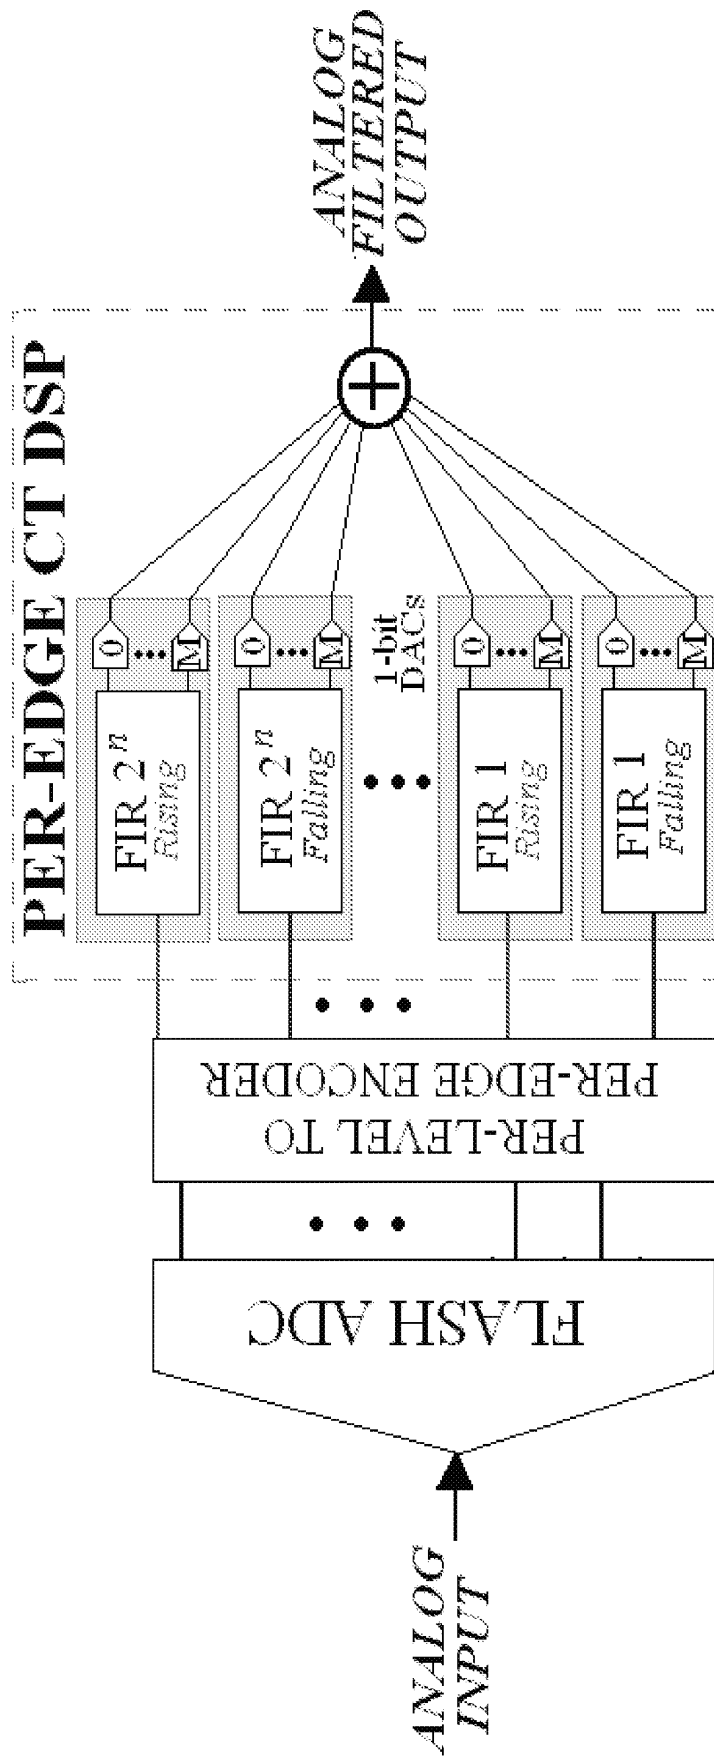 PER-EDGE CT DSP
ANALOG
INPUT
FLASH ADC
PER-LEVEL TO
PER-EDGE ENCODER
FIR 2^n
Rising
0
M
FIR 2^n
Falling
0
M
1-bit
DACs
FIR 1
Rising
0
M
FIR 1
Falling
0
M
+
ANALOG
FILTERED
OUTPUT